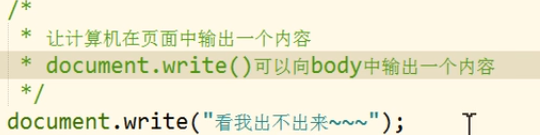 /*
* 让计算机在页面中输出一个内容
* document.write()可以向body中输出一个内容
*/
document.write("看我出不出来~~~");